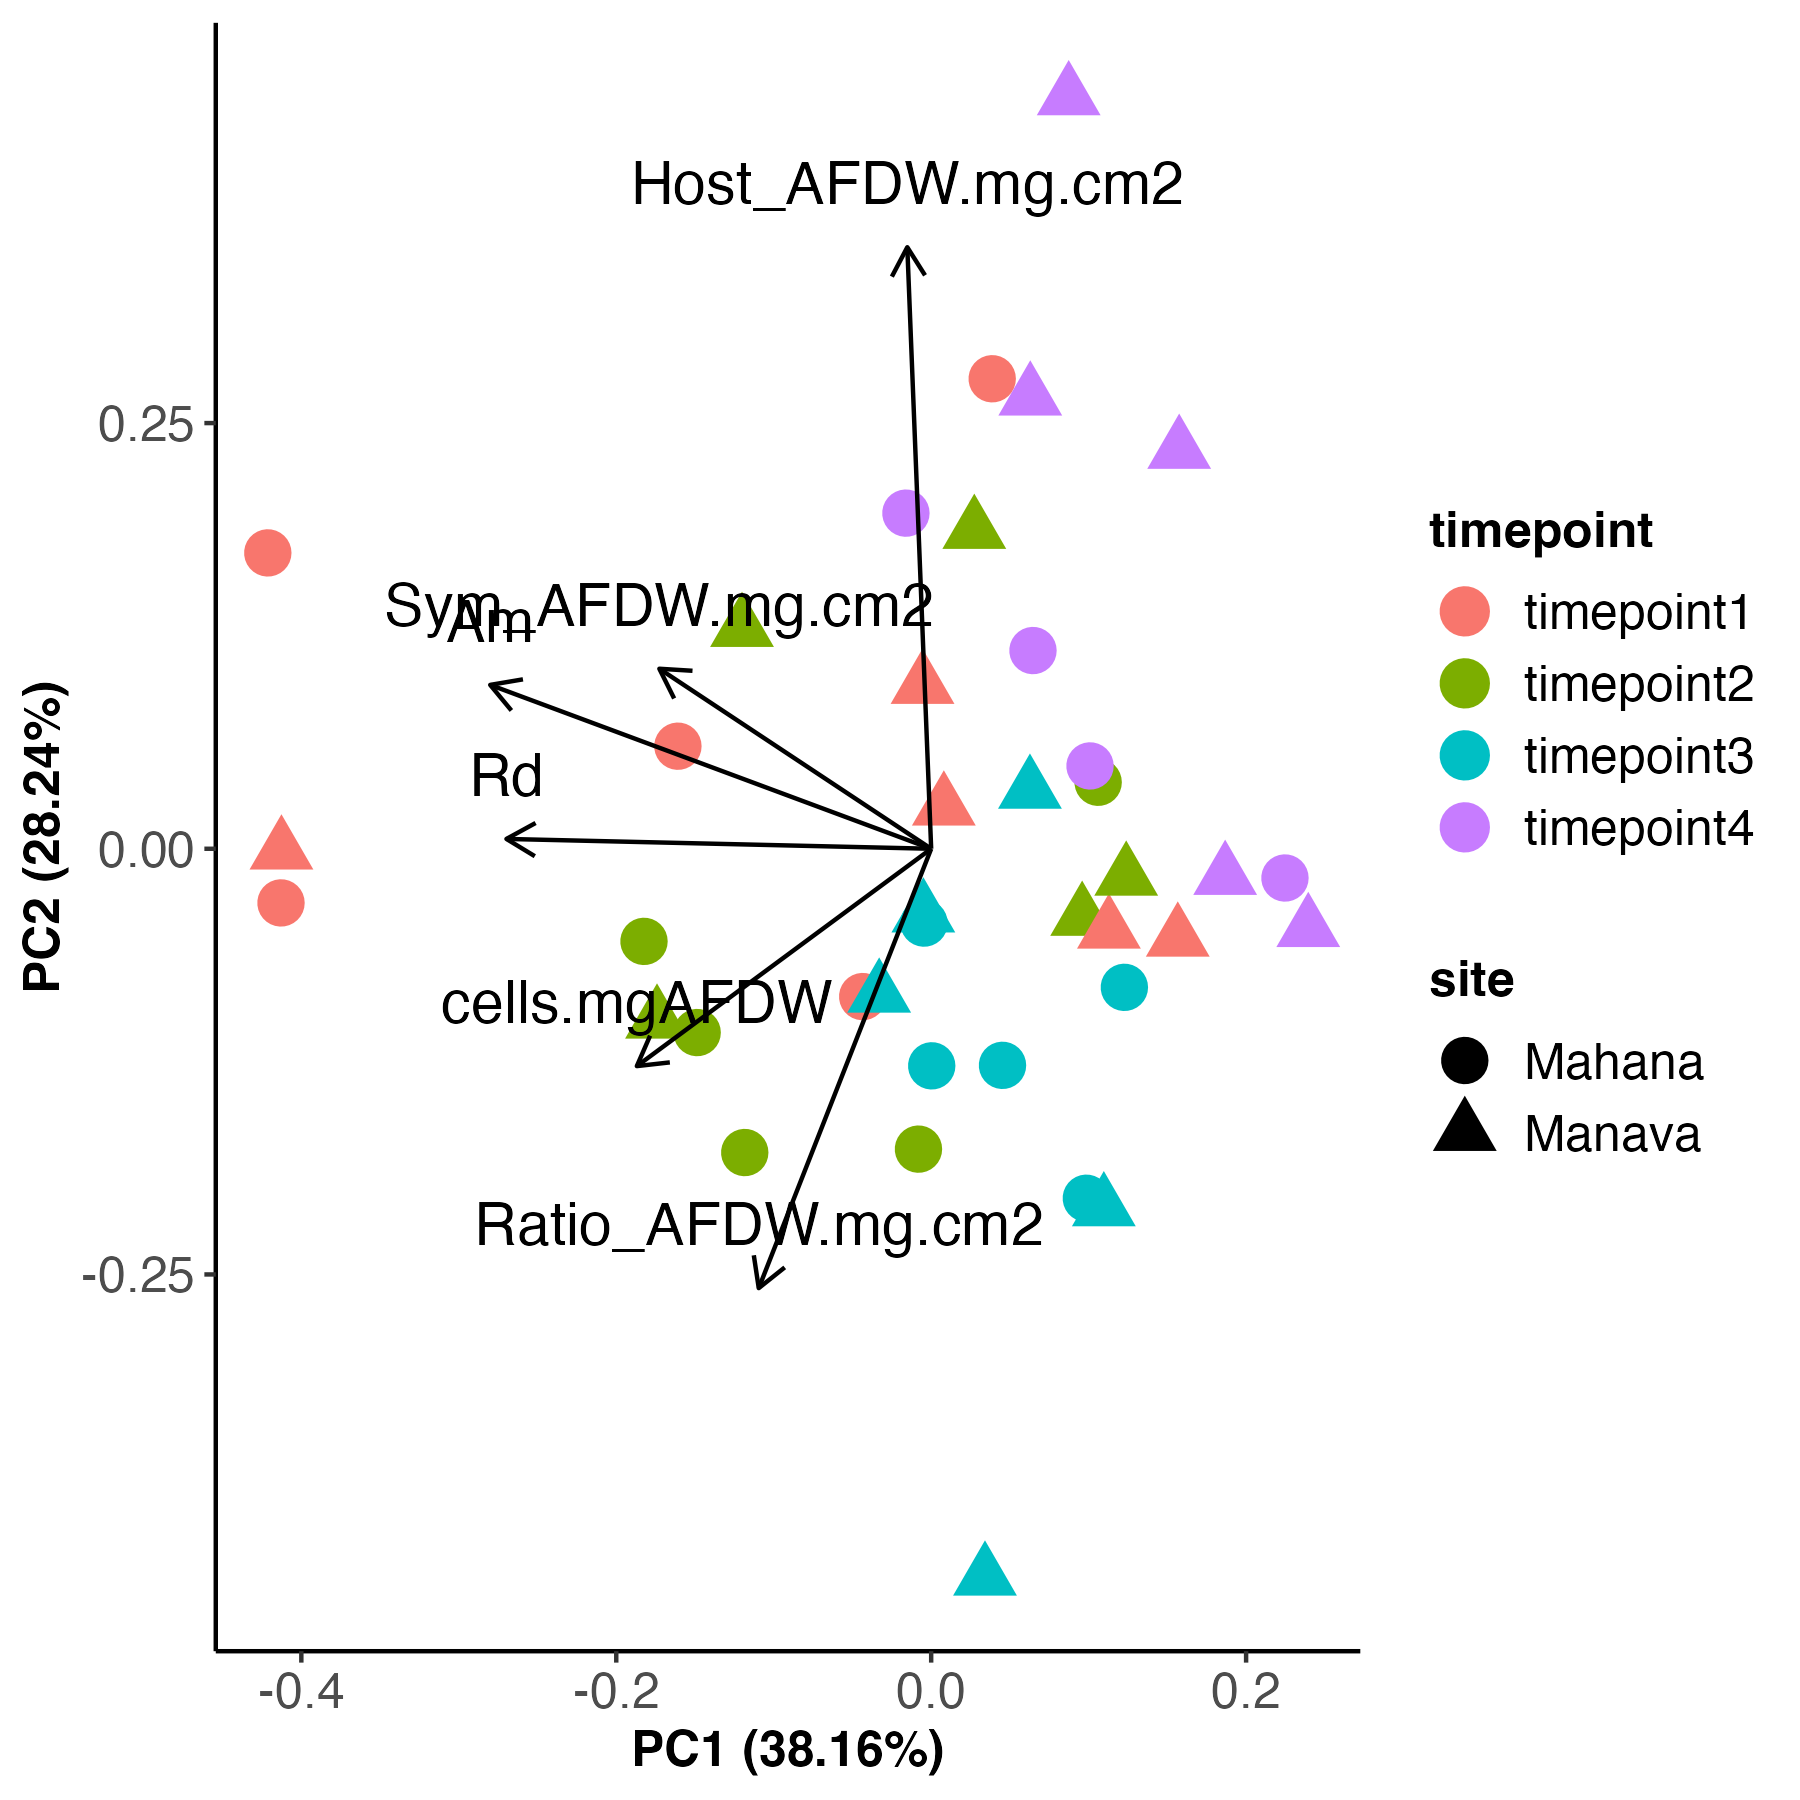 Host_AFDW.mg.cm2
Sym_AFDW.mg.cm2
Am
Rd
cells.mgAFDW
Ratio_AFDW.mg.cm2
0.25
0.00
-0.25
PC2 (28.24%)
-0.4
-0.2
0.0
0.2
PC1 (38.16%)
timepoint
timepoint1
timepoint2
timepoint3
timepoint4
site
Mahana
Manava